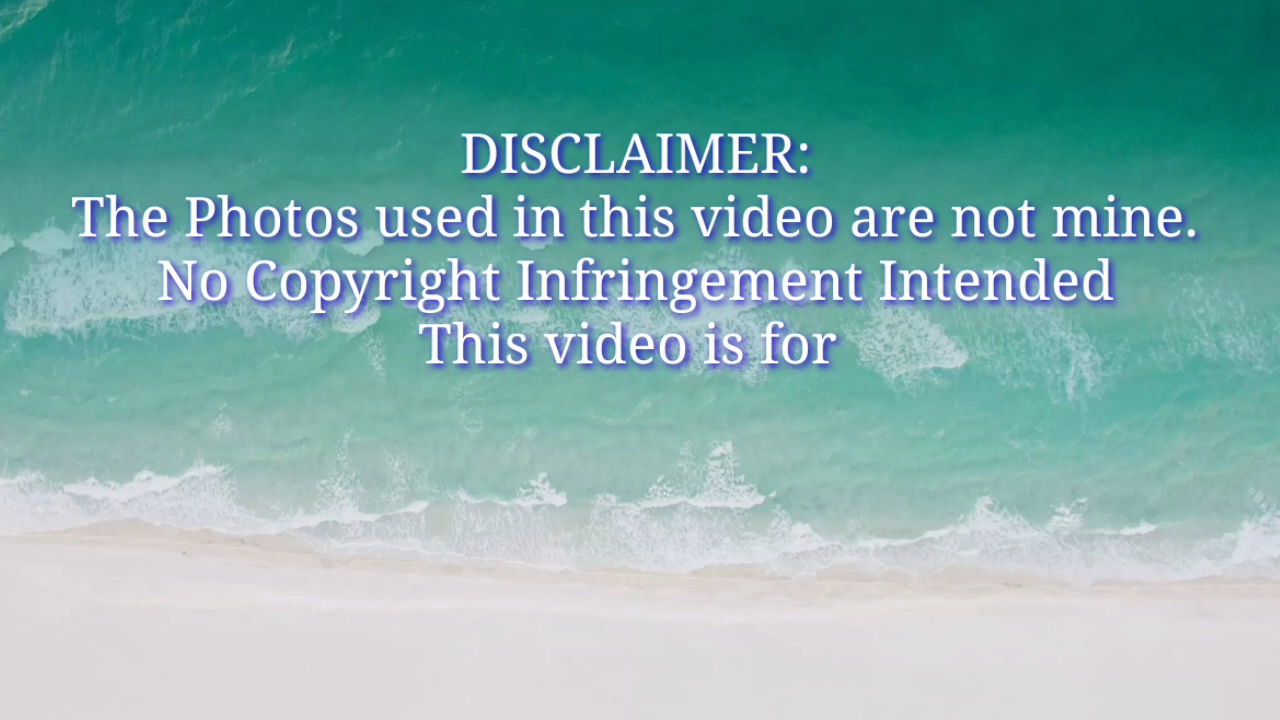 DISCLAIMER:
The Photos used in this video are not mine.
No Copyright Infringement Intended
This video is for